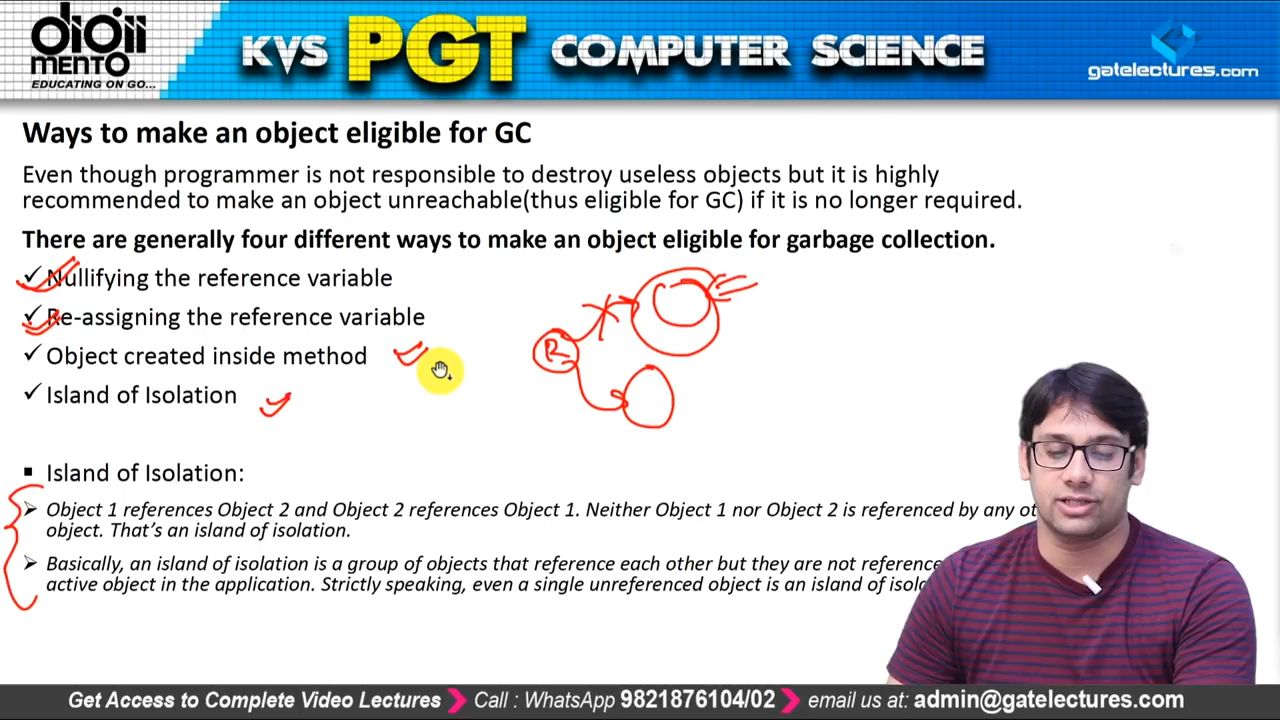 digii
MENTO
EDUCATING ON GO...
KVS PGT COMPUTER SCIENCE
gatelectures.com
Ways to make an object eligible for GC
Even though programmer is not responsible to destroy useless objects but it is highly
recommended to make an object unreachable(thus eligible for GC) if it is no longer required.
There are generally four different ways to make an object eligible for garbage collection.
✓ Nullifying the reference variable
✓ Re-assigning the reference variable
✓ Object created inside method
✓ Island of Isolation
R
▪ Island of Isolation:
➢ Object 1 references Object 2 and Object 2 references Object 1. Neither Object 1 nor Object 2 is referenced by any
object. That’s an island of isolation.
➢ Basically, an island of isolation is a group of objects that reference each other but they are not
active object in the application. Strictly speaking, even a single unreferenced object is an island of
Get Access to Complete Video Lectures Call : WhatsApp 9821876104/02 email us at: admin@gatelectures.com